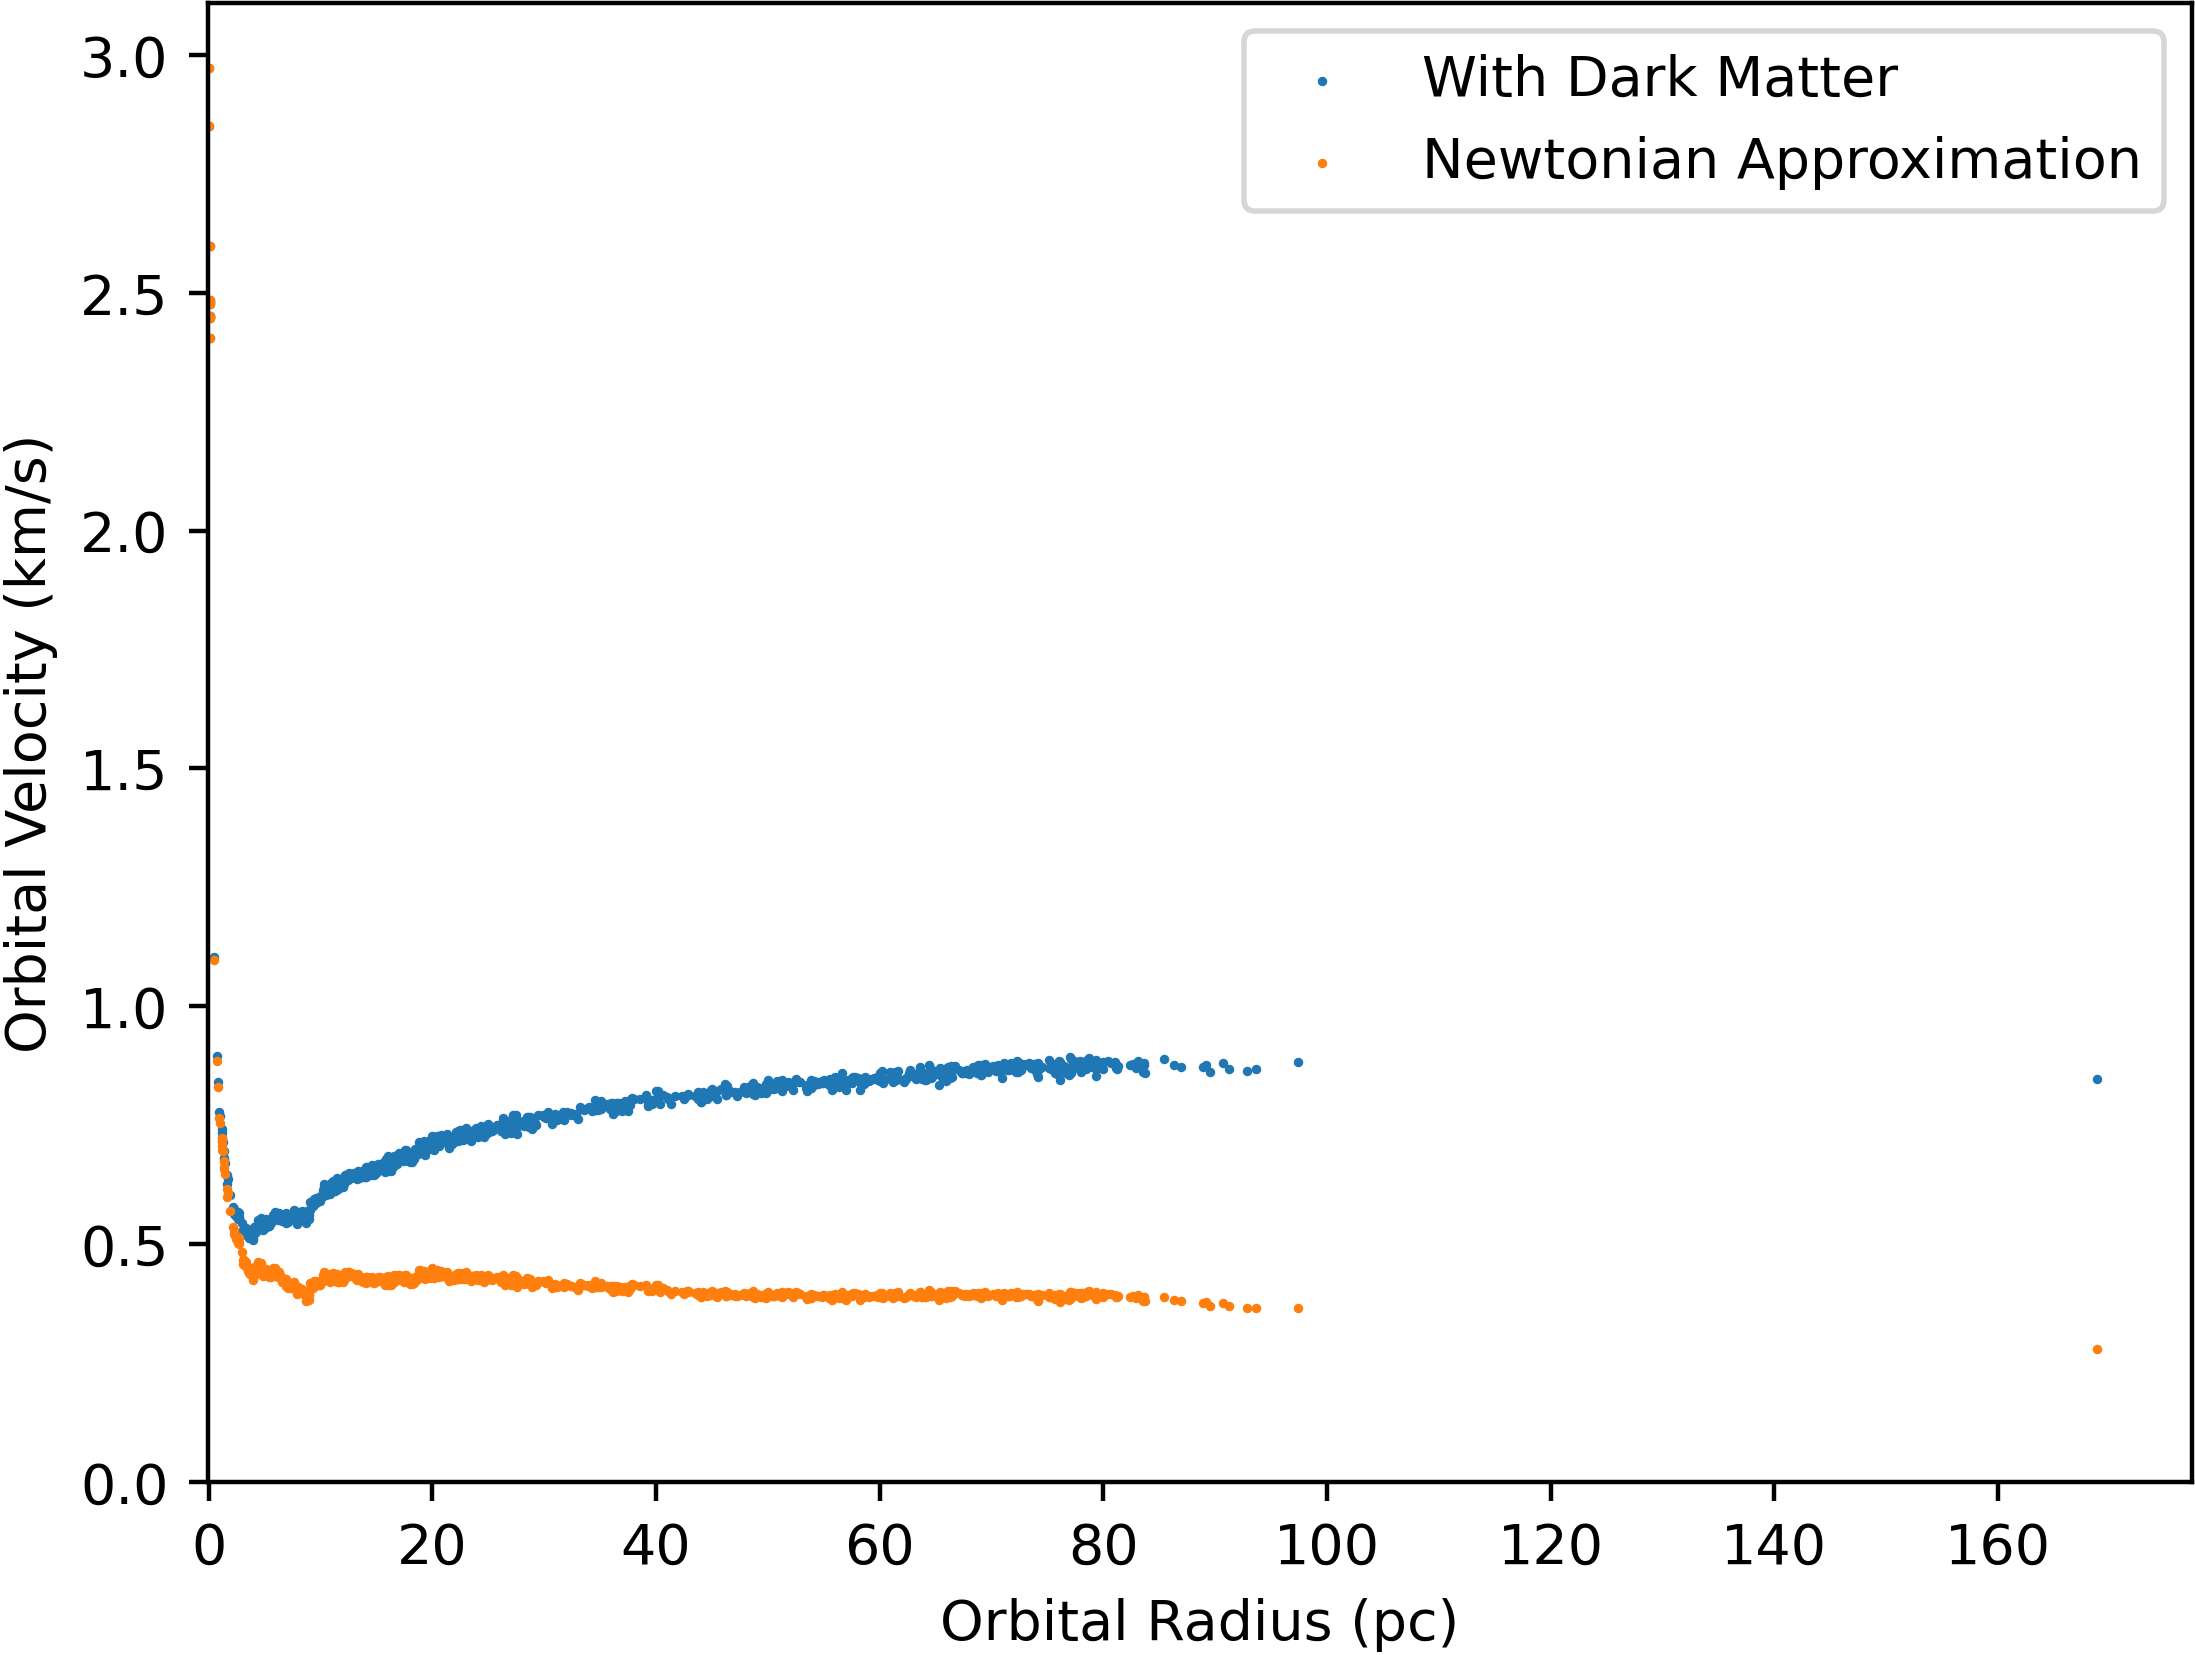 3.0
2.5
2.0
1.5
1.0
0.5
0.0
Orbital Velocity (km/s)
With Dark Matter
Newtonian Approximation
0 20 40 60 80 100 120 140 160
Orbital Radius (pc)